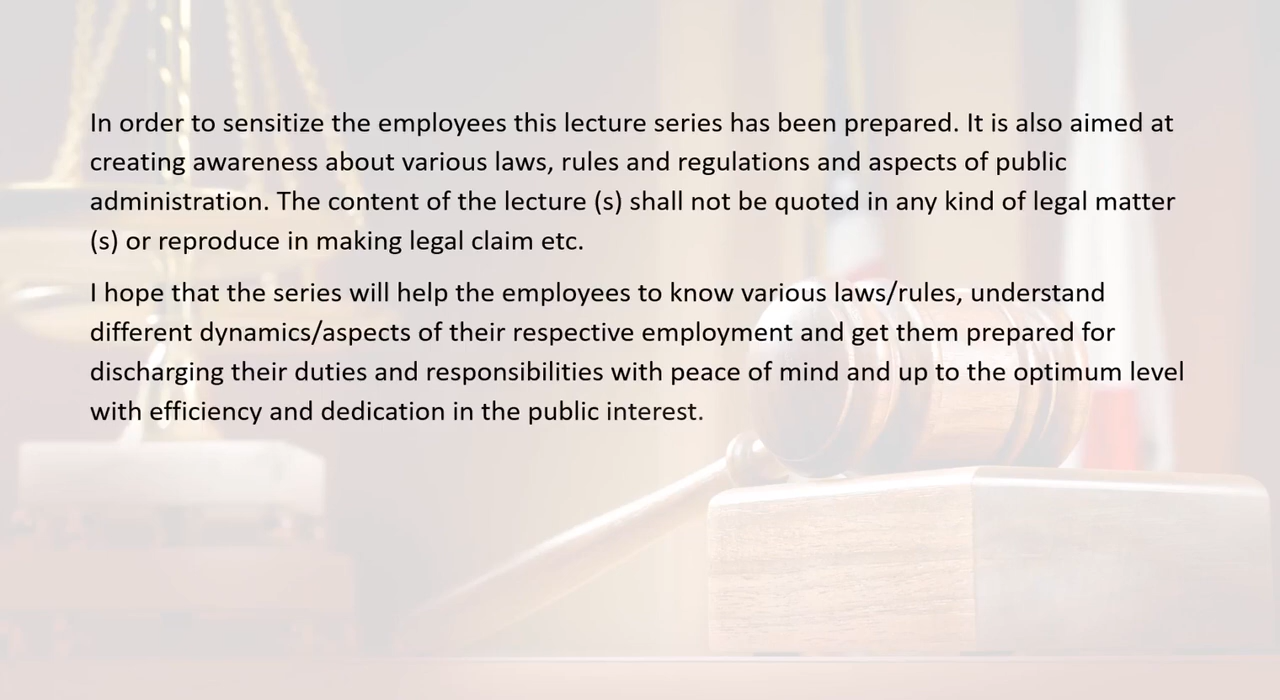 In order to sensitize the employees this lecture series has been prepared. It is also aimed at
creating awareness about various laws, rules and regulations and aspects of public
administration. The content of the lecture (s) shall not be quoted in any kind of legal matter
(s) or reproduce in making legal claim etc.
I hope that the series will help the employees to know various laws/rules, understand
different dynamics/aspects of their respective employment and get them prepared for
discharging their duties and responsibilities with peace of mind and up to the optimum level
with efficiency and dedication in the public interest.